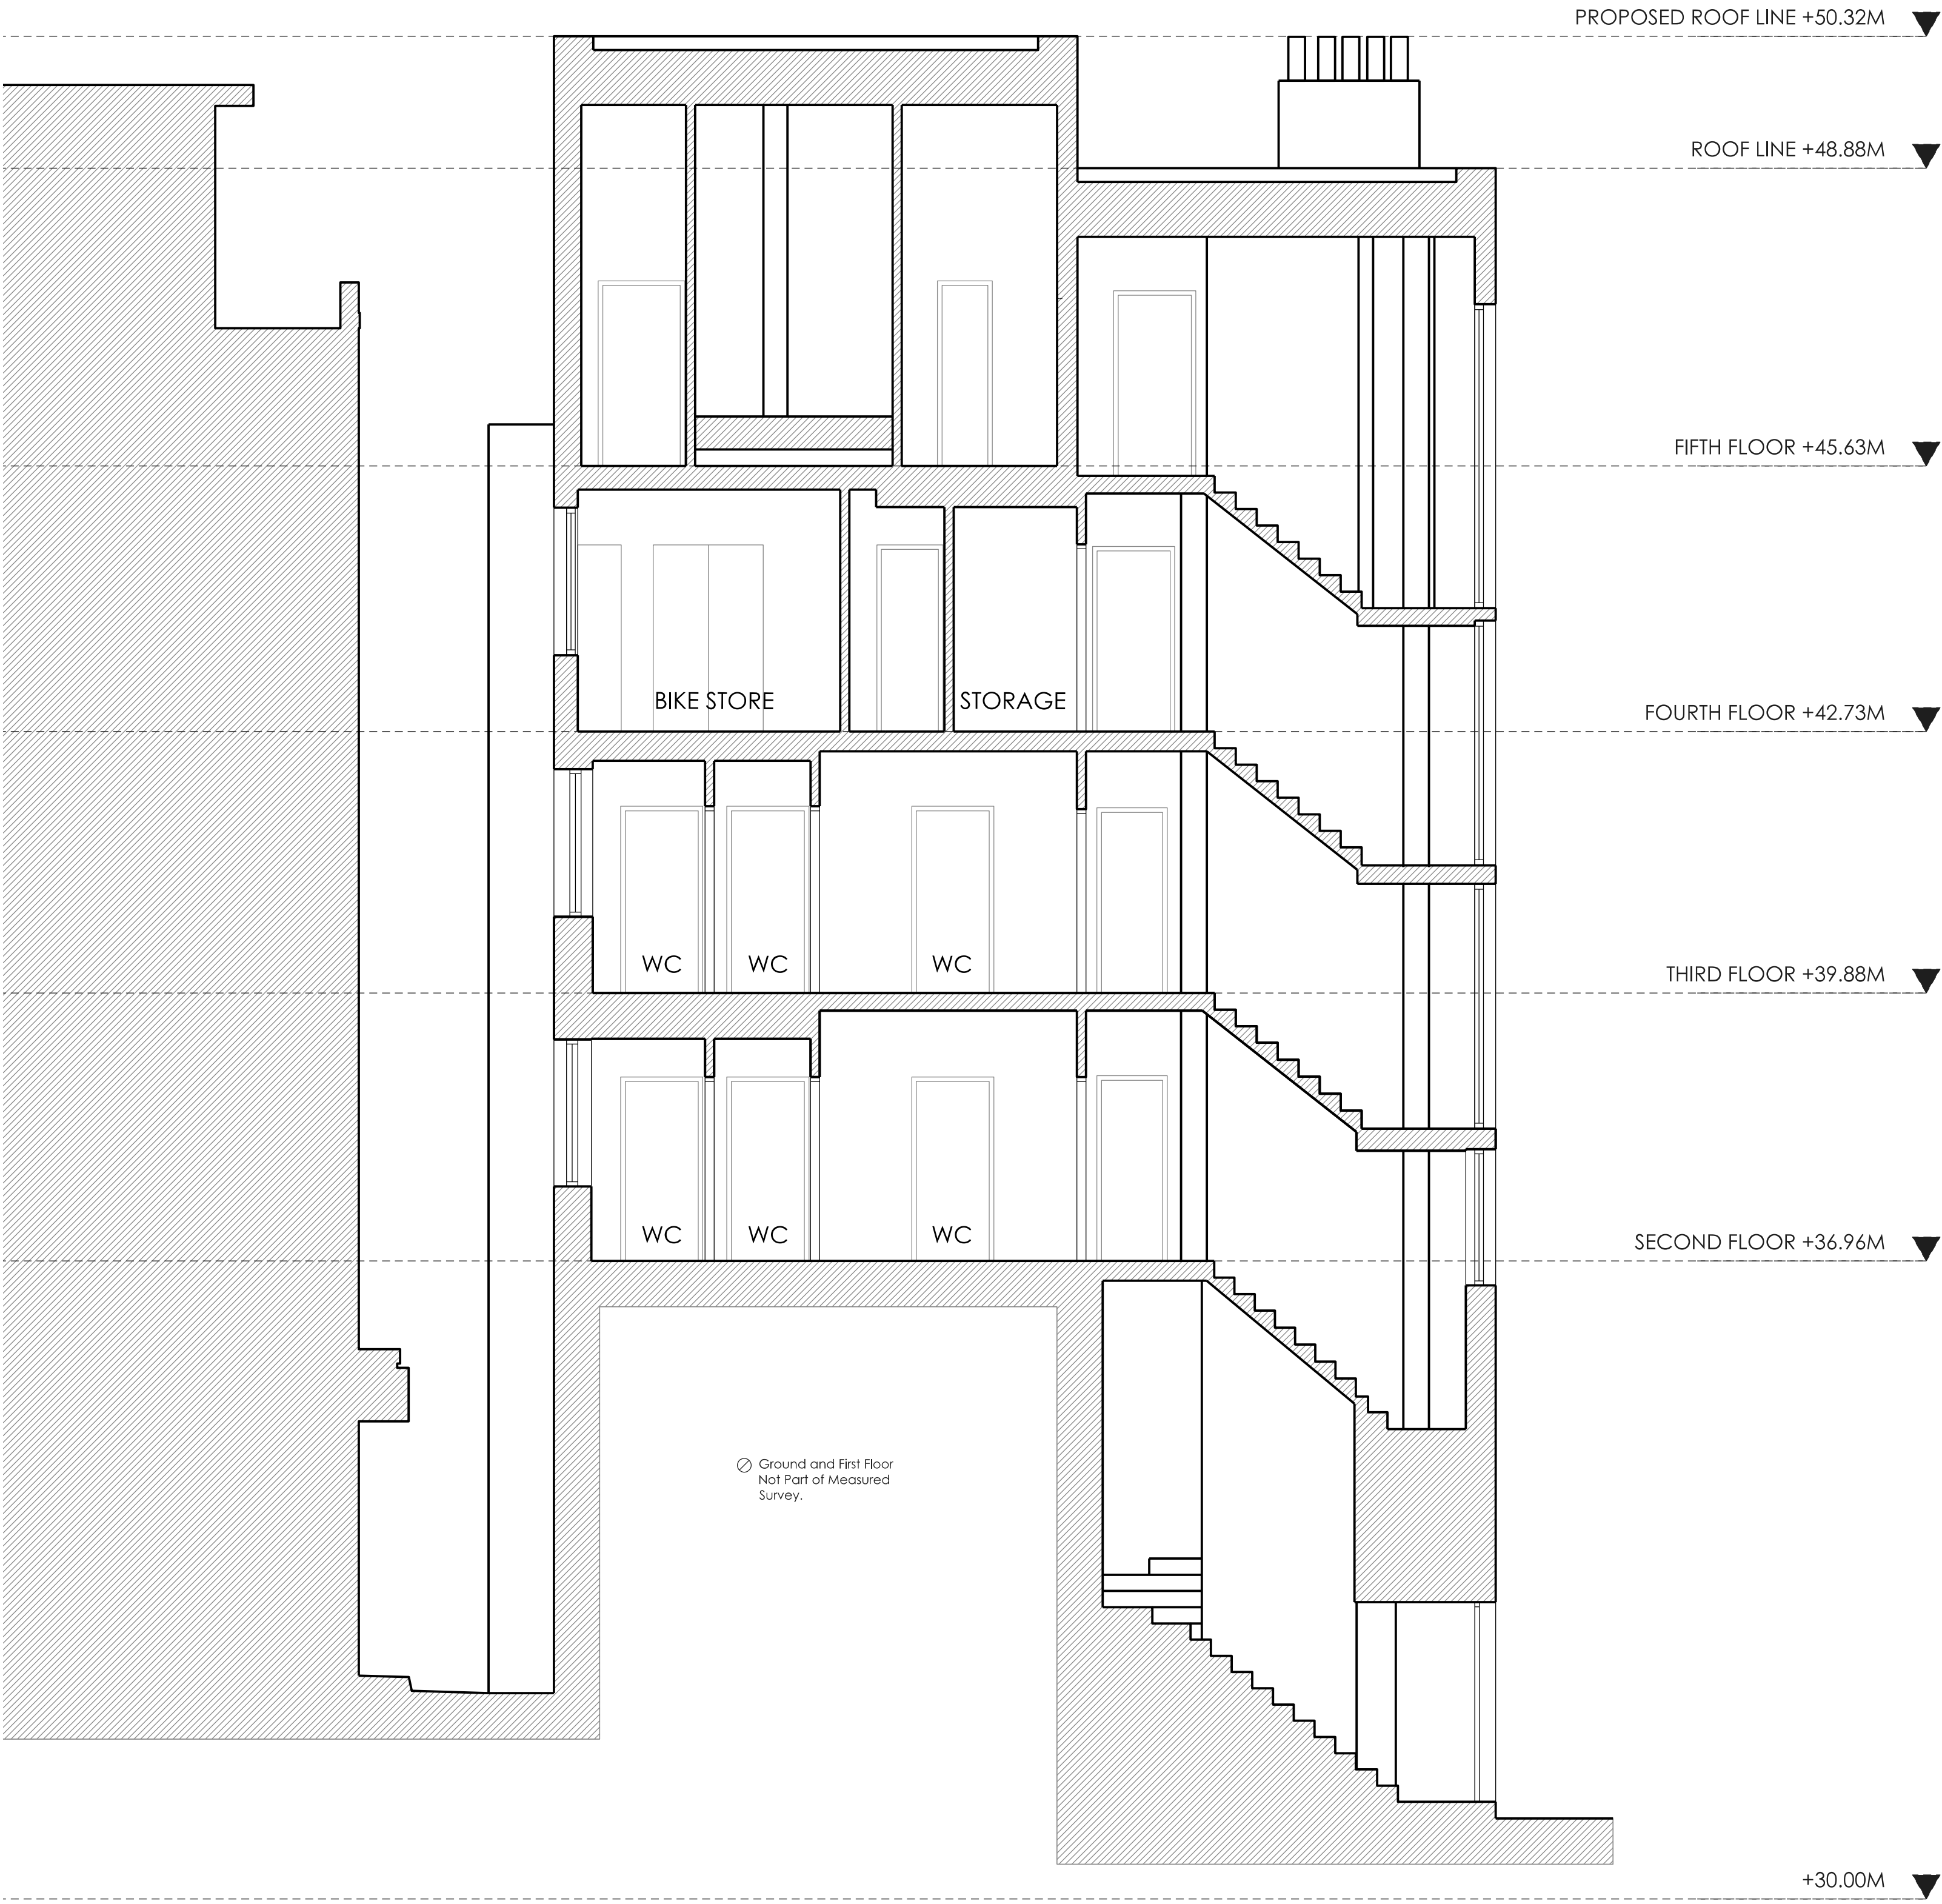 PROPOSED ROOF LINE +50.32M
ROOF LINE +48.88M
FIFTH FLOOR +45.63M
BIKE STORE
STORAGE
FOURTH FLOOR +42.73M
WC
WC
WC
THIRD FLOOR +39.88M
WC
WC
WC
SECOND FLOOR +36.96M
Ground and First Floor
Not Part of Measured
Survey.
+30.00M